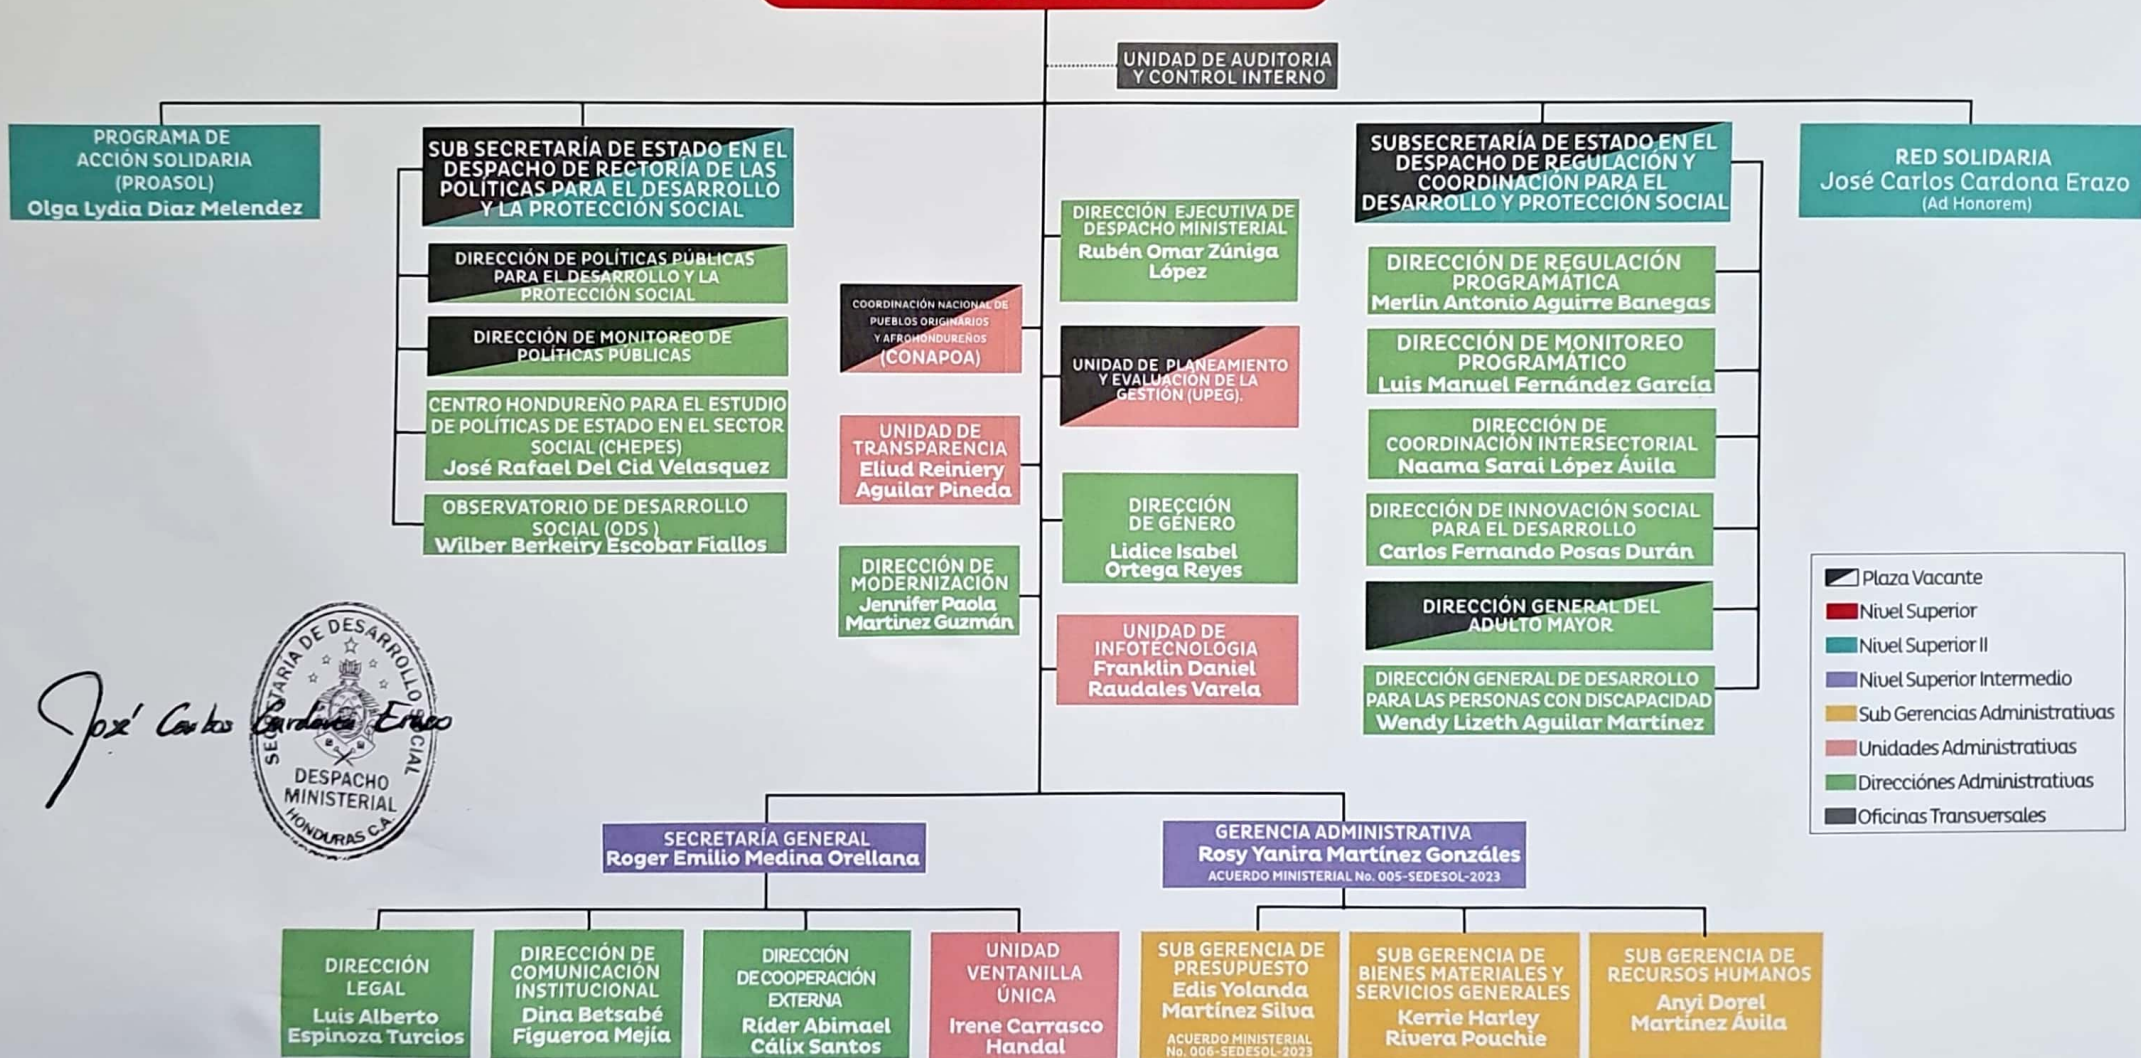 UNIDAD DE AUDITORIA
Y CONTROL INTERNO
PROGRAMA DE
ACCIÓN SOLIDARIA
(PROASOL)
Olga Lydia Diaz Melendez
SUB SECRETARÍA DE ESTADO EN EL
DESPACHO DE RECTORÍA DE LAS
POLÍTICAS PARA EL DESARROLLO
Y LA PROTECCIÓN SOCIAL
DIRECCIÓN DE POLÍTICAS PÚBLICAS
PARA EL DESARROLLO Y LA
PROTECCIÓN SOCIAL
DIRECCIÓN DE MONITOREO DE
POLÍTICAS PÚBLICAS
CENTRO HONDUREÑO PARA EL ESTUDIO
DE POLÍTICAS DE ESTADO EN EL SECTOR
SOCIAL (CHEPES)
José Rafael Del Cid Velasquez
OBSERVATORIO DE DESARROLLO
SOCIAL (ODS )
Wilber Berkeiry Escobar Fiallos
COORDINACIÓN NACIONAL DE
PUEBLOS ORIGINARIOS
Y AFROHONDUREÑOS
(CONAPOA)
UNIDAD DE
TRANSPARENCIA
Eliud Reiniery
Aguilar Pineda
DIRECCIÓN DE
MODERNIZACIÓN
Jennifer Paola
Martinez Guzmán
DIRECCIÓN EJECUTIVA DE
DESPACHO MINISTERIAL
Rubén Omar Zúniga
López
UNIDAD DE PLANEAMIENTO
Y EVALUACIÓN DE LA
GESTIÓN (UPEG).
DIRECCIÓN
DE GÉNERO
Lidice Isabel
Ortega Reyes
UNIDAD DE
INFOTECNOLOGIA
Franklin Daniel
Raudales Varela
SUBSECRETARÍA DE ESTADO EN EL
DESPACHO DE REGULACIÓN Y
COORDINACIÓN PARA EL
DESARROLLO Y PROTECCIÓN SOCIAL
DIRECCIÓN DE REGULACIÓN
PROGRAMÁTICA
Merlin Antonio Aguirre Banegas
DIRECCIÓN DE MONITOREO
PROGRAMÁTICO
Luis Manuel Fernández García
DIRECCIÓN DE
COORDINACIÓN INTERSECTORIAL
Naama Sarai López Ávila
DIRECCIÓN DE INNOVACIÓN SOCIAL
PARA EL DESARROLLO
Carlos Fernando Posas Durán
DIRECCIÓN GENERAL DEL
ADULTO MAYOR
DIRECCIÓN GENERAL DE DESARROLLO
PARA LAS PERSONAS CON DISCAPACIDAD
Wendy Lizeth Aguilar Martínez
RED SOLIDARIA
José Carlos Cardona Erazo
(Ad Honorem)
Plaza Vacante
Nivel Superior
Nivel Superior II
Nivel Superior Intermedio
Sub Gerencias Administrativas
Unidades Administrativas
Direcciónes Administrativas
Oficinas Transversales
José Carlos Cardona Erazo
SECRETARIA DE DESARROLLO SOCIAL
DESPACHO
MINISTERIAL
HONDURAS C.A.
SECRETARÍA GENERAL
Roger Emilio Medina Orellana
GERENCIA ADMINISTRATIVA
Rosy Yanira Martínez Gonzáles
ACUERDO MINISTERIAL No. 005-SEDESOL-2023
DIRECCIÓN
LEGAL
Luis Alberto
Espinoza Turcios
DIRECCIÓN DE
COMUNICACIÓN
INSTITUCIONAL
Dina Betsabé
Figueroa Mejía
DIRECCIÓN
DE COOPERACIÓN
EXTERNA
Ríder Abimael
Cálix Santos
UNIDAD
VENTANILLA
ÚNICA
Irene Carrasco
Handal
SUB GERENCIA DE
PRESUPUESTO
Edis Yolanda
Martínez Silva
ACUERDO MINISTERIAL
No. 006-SEDESOL-2023
SUB GERENCIA DE
BIENES MATERIALES Y
SERVICIOS GENERALES
Kerrie Harley
Rivera Pouchie
SUB GERENCIA DE
RECURSOS HUMANOS
Anyi Dorel
Martínez Ávila